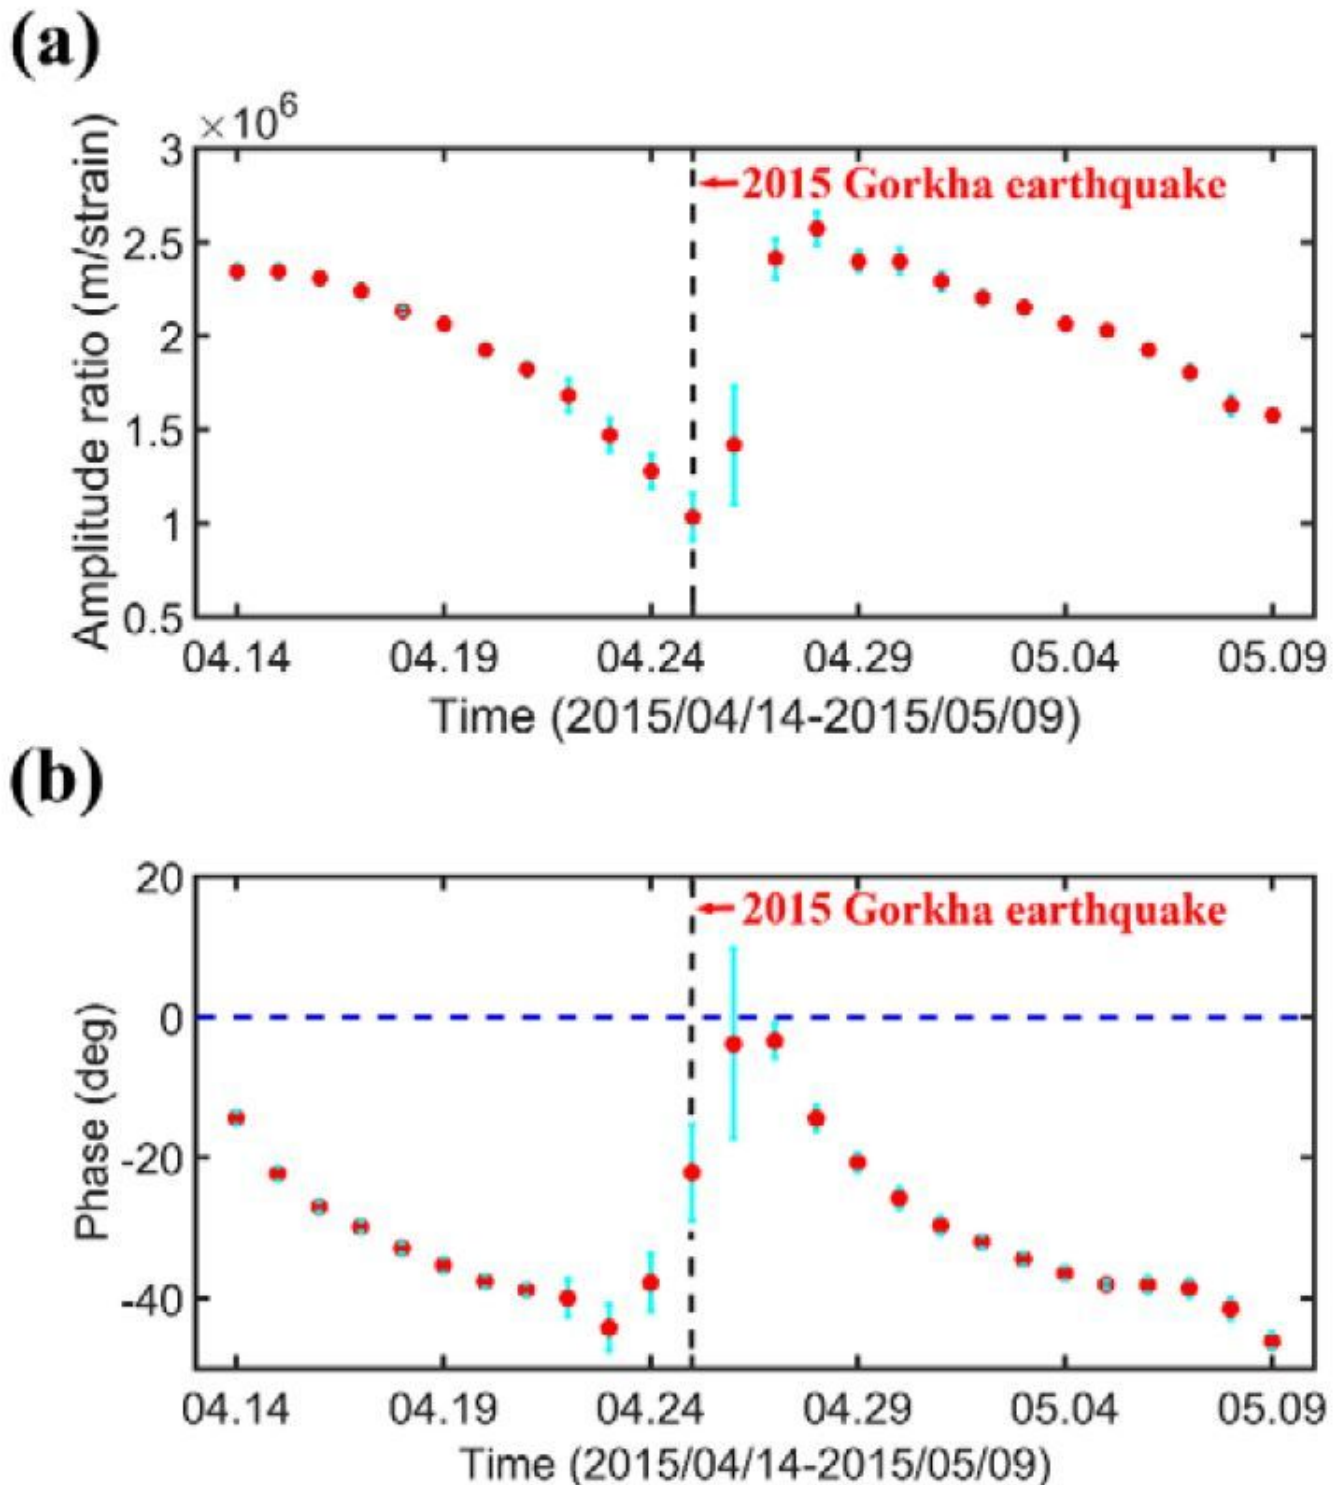 (a)
×10⁶
Amplitude ratio (m/strain)
3
2.5
2
1.5
1
0.5
2015 Gorkha earthquake
04.14 04.19 04.24 04.29 05.04 05.09
Time (2015/04/14-2015/05/09)
(b)
Phase (deg)
20
0
-20
-40
2015 Gorkha earthquake
04.14 04.19 04.24 04.29 05.04 05.09
Time (2015/04/14-2015/05/09)